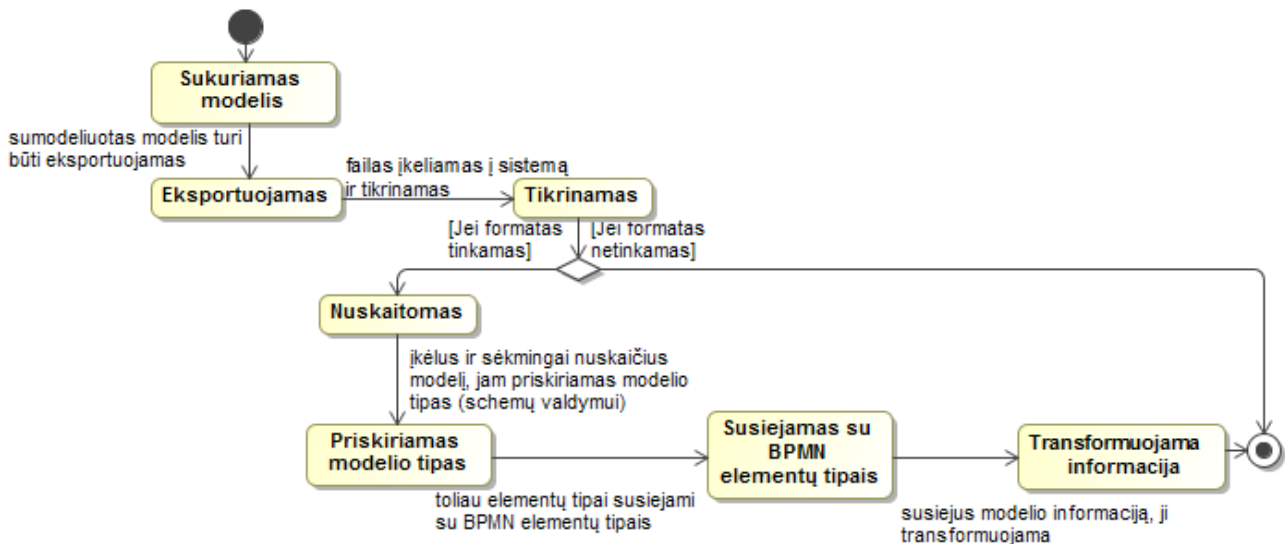 Sukuriamas
modelis
sumodeliuotas modelis turi
būti eksportuojamas
Eksportuojamas
failas įkeliamas į sistemą
ir tikrinamas
Tikrinamas
[Jei formatas
tinkamas]
[Jei formatas
netinkamas]
Nuskaitomas
įkėlus ir sėkmingai nuskaičius
modelį, jam priskiriamas modelio
tipas (schemų valdymui)
Priskiriamas
modelio tipas
toliau elementų tipai susiejami
su BPMN elementų tipais
Susiejamas su
BPMN
elementų tipais
susiejus modelio informaciją, ji
transformuojama
Transformuojama
informacija